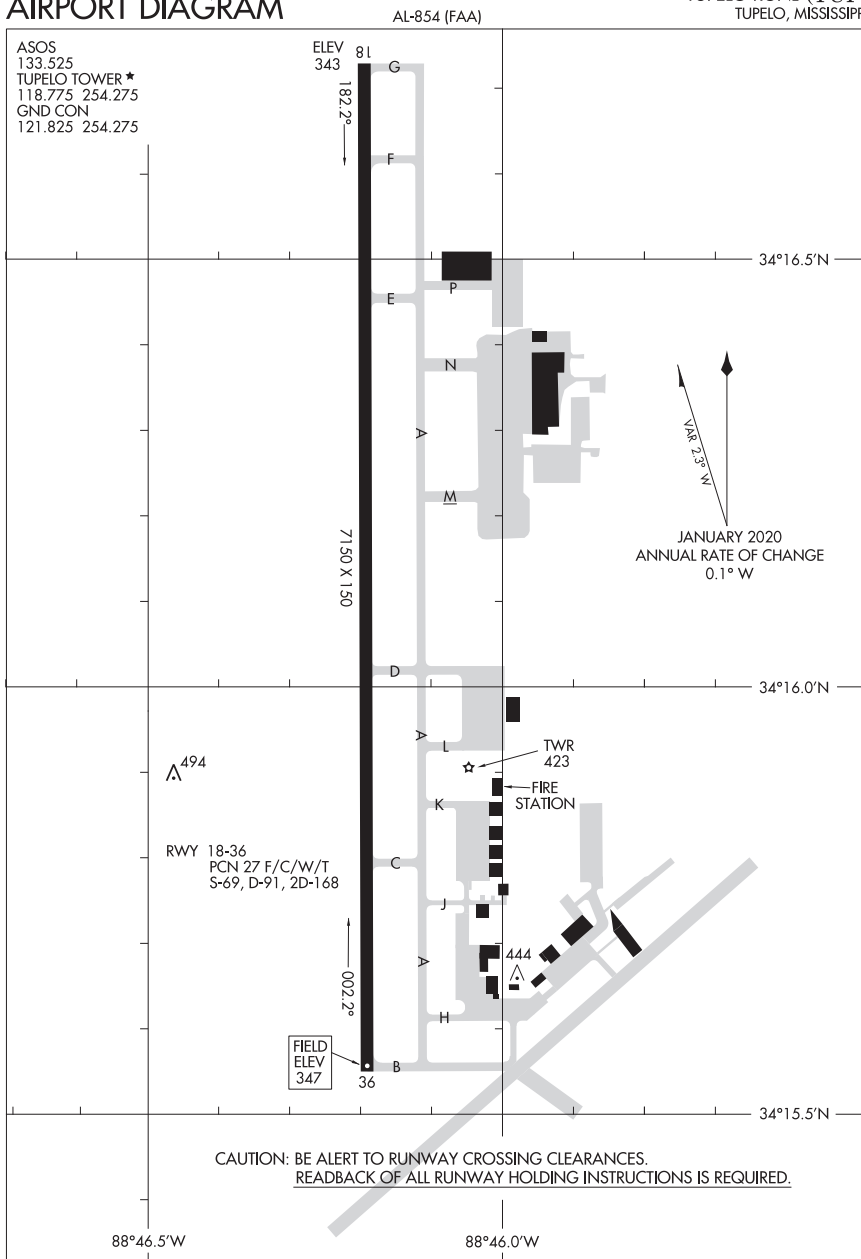 AIRPORT DIAGRAM
AL-854 (FAA)
TUPELO, MISSISSIPP
ASOS
133.525
TUPELO TOWER ★
118.775 254.275
GND CON
121.825 254.275
ELEV
343
18
G
182.2°
F
34°16.5'N
P
E
N
A
VAR 2.3° W
M
JANUARY 2020
ANNUAL RATE OF CHANGE
0.1° W
7150 X 150
D
34°16.0'N
A
L
TWR
423
494
FIRE
STATION
K
RWY 18-36
PCN 27 F/C/W/T
S-69, D-91, 2D-168
C
J
444
A
002.2°
H
FIELD
ELEV
347
B
36
34°15.5'N
CAUTION: BE ALERT TO RUNWAY CROSSING CLEARANCES.
READBACK OF ALL RUNWAY HOLDING INSTRUCTIONS IS REQUIRED.
88°46.5'W
88°46.0'W